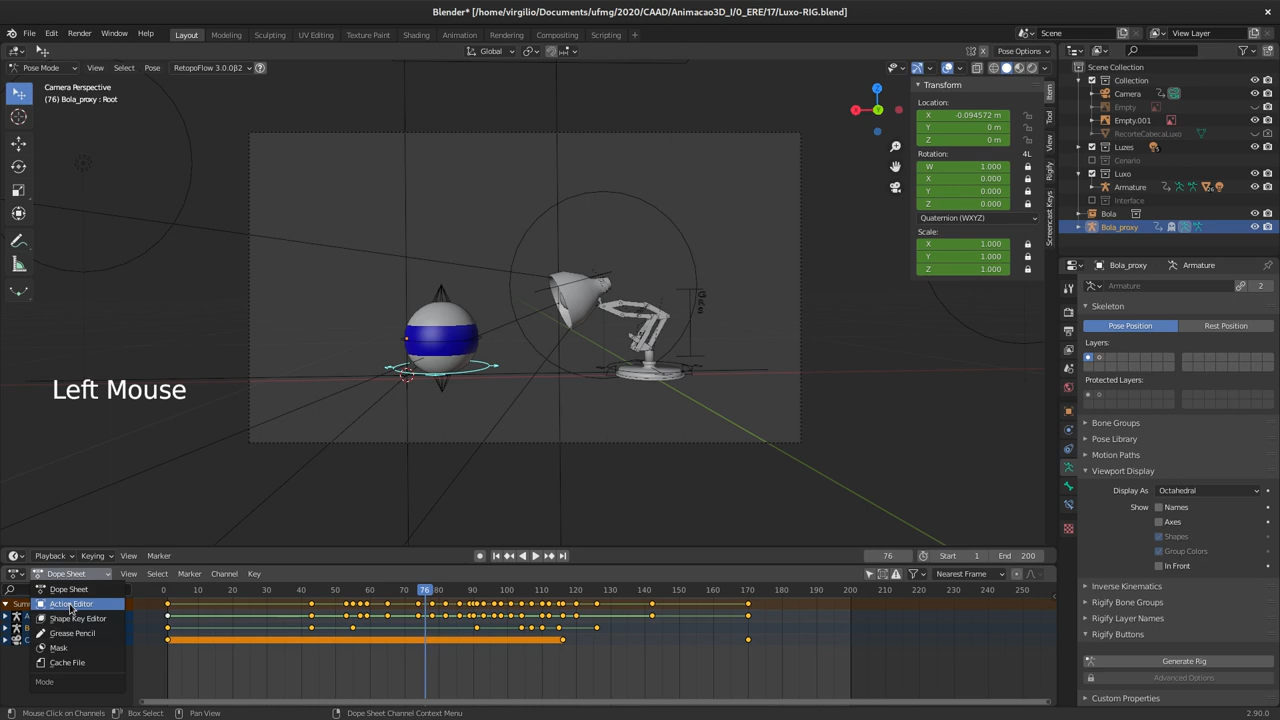 Blender* [/home/virgilio/Documents/ufmg/2020/CAAD/Animacao3D_I/0_ERE/17/Luxo-RIG.blend]
File Edit Render Window Help Layout Modeling Sculpting UV Editing Texture Paint Shading Animation Rendering Compositing Scripting + Scene View Layer
Global Pose Options
Pose Mode View Select Pose RetopoFlow 3.0.0β2
Camera Perspective
(76) Bola_proxy : Root
Left Mouse
Transform
Location:
X -0.094572 m
Y 0 m
Z 0 m
Rotation: 4L
W 1.000
X 0.000
Y 0.000
Z 0.000
Quaternion (WXYZ)
Scale:
X 1.000
Y 1.000
Z 1.000
Item
Tool
View
Rigify
Screencast Keys
Scene Collection
Collection
Camera
Empty
Empty.001
RecorteCabecaLuxo
Luzes
Cenario
Luxo
Armature
Interface
Bola
Bola_proxy
Bola_proxy Armature
Armature 2
Skeleton
Pose Position Rest Position
Layers:
Protected Layers:
Bone Groups
Pose Library
Motion Paths
Viewport Display
Display As Octahedral
Show Names
Axes
Shapes
Group Colors
In Front
Inverse Kinematics
Rigify Bone Groups
Rigify Layer Names
Rigify Buttons
Generate Rig
Advanced Options
Custom Properties
Playback Keying View Marker 76 Start 1 End 200
Dope Sheet View Select Marker Channel Key Nearest Frame
10 20 30 40 50 60 70 76 90 100 110 120 130 140 150 160 170 180 190 200 210 220 230 240 250
Dope Sheet
Action Editor
Shape Key Editor
Grease Pencil
Mask
Cache File
Mode
Mouse Click on Channels Box Select Pan View Dope Sheet Channel Context Menu 2.90.0